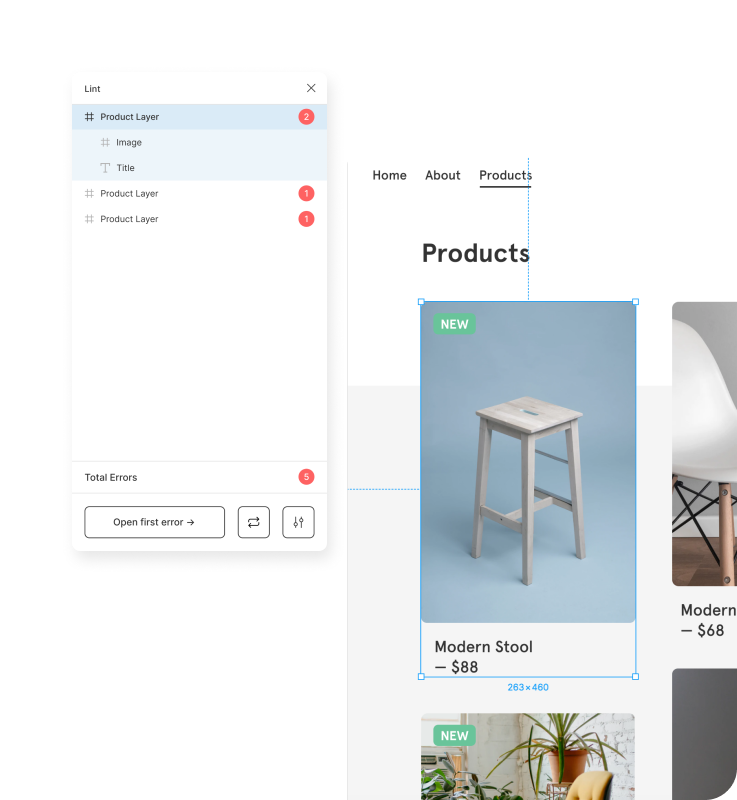 Lint
Product Layer 2
Image
Title
Product Layer 1
Product Layer 1
Total Errors 5
Open first error →
Home About Products
Products
NEW
Modern Stool
— $88
263 × 460
Modern
— $68
NEW